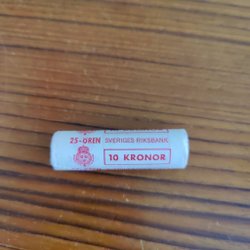 25-ÖREN SVERIGES RIKSBANK
10 KRONOR